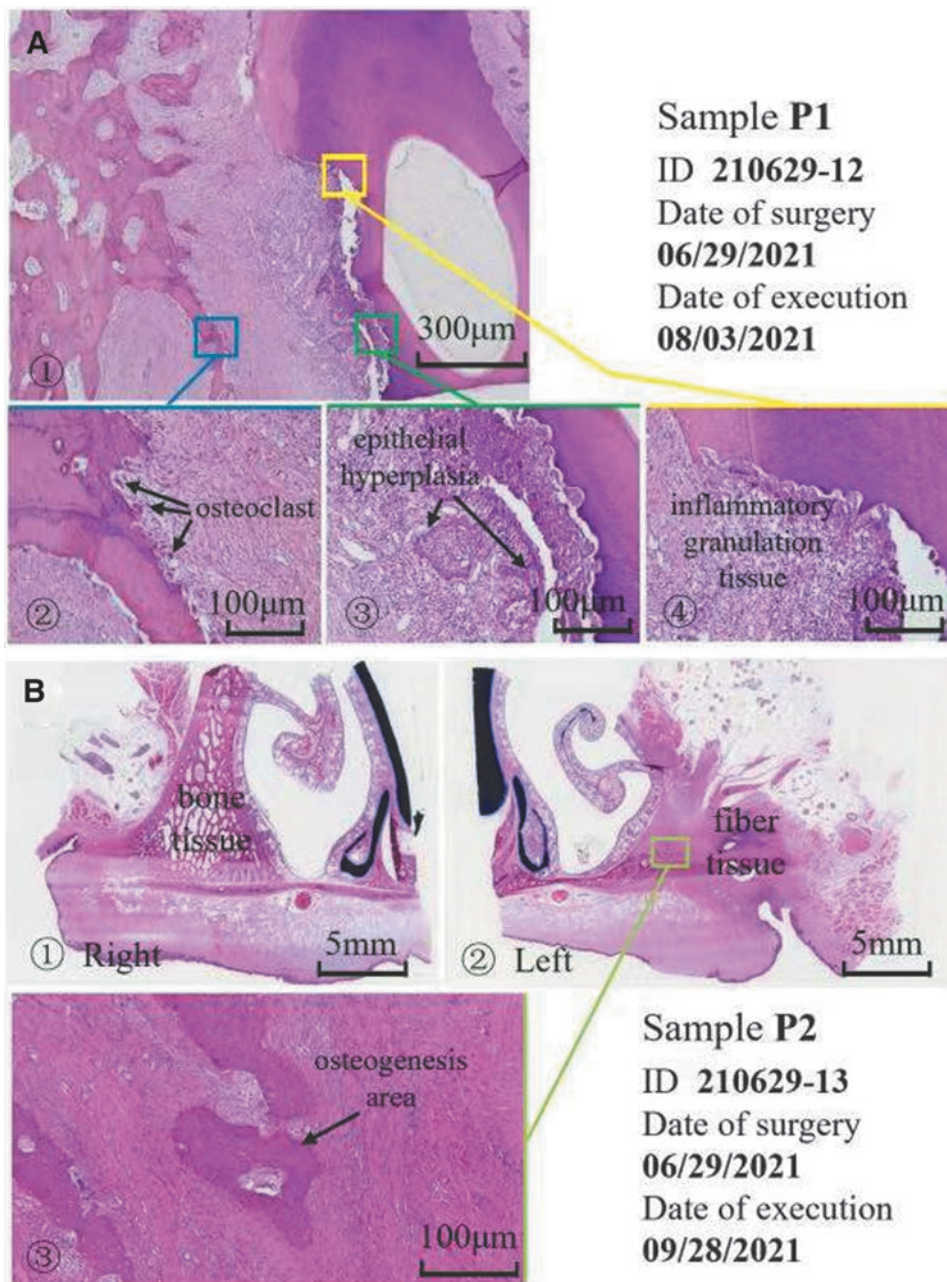 A
Sample P1
ID 210629-12
Date of surgery
06/29/2021
Date of execution
08/03/2021
300μm
①
osteoclast
100μm
②
epithelial
hyperplasia
100μm
③
inflammatory
granulation
tissue
100μm
④
B
bone
tissue
① Right
5mm
fiber
tissue
② Left
5mm
osteogenesis
area
100μm
③
Sample P2
ID 210629-13
Date of surgery
06/29/2021
Date of execution
09/28/2021